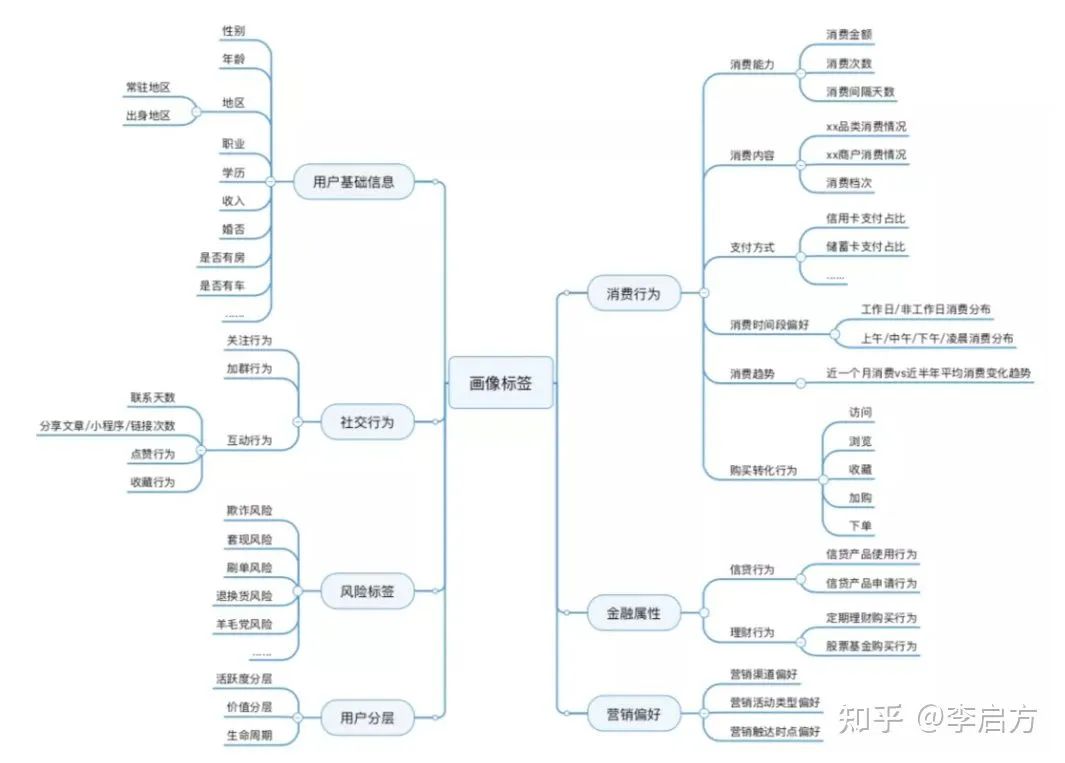 画像标签
用户基础信息
性别
年龄
地区
常驻地区
出身地区
职业
学历
收入
婚否
是否有房
是否有车
......
社交行为
关注行为
加群行为
互动行为
联系天数
分享文章/小程序/链接次数
点赞行为
收藏行为
风险标签
欺诈风险
套现风险
刷单风险
退换货风险
羊毛党风险
......
用户分层
活跃度分层
价值分层
生命周期
消费行为
消费能力
消费金额
消费次数
消费间隔天数
消费内容
xx品类消费情况
xx商户消费情况
消费档次
支付方式
信用卡支付占比
储蓄卡支付占比
......
消费时间段偏好
工作日/非工作日消费分布
上午/中午/下午/凌晨消费分布
消费趋势
近一个月消费vs近半年平均消费变化趋势
购买转化行为
访问
浏览
收藏
加购
下单
金融属性
信贷行为
信贷产品使用行为
信贷产品申请行为
理财行为
定期理财购买行为
股票基金购买行为
营销偏好
营销渠道偏好
营销活动类型偏好
营销触达时点偏好
知乎 @李启方